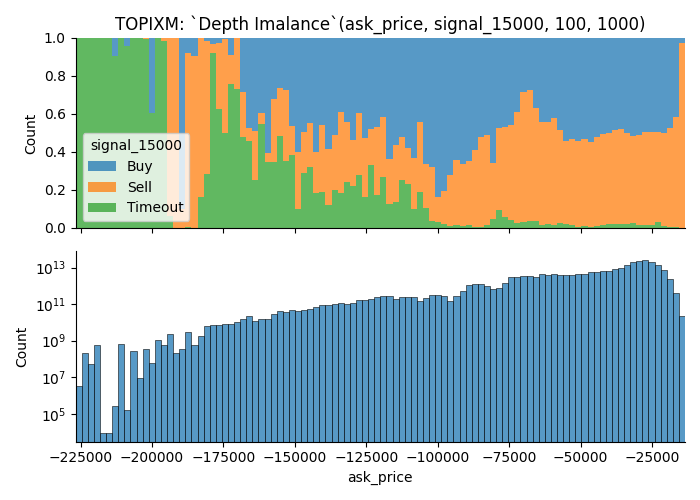 TOPIXM: `Depth Imalance`(ask_price, signal_15000, 100, 1000)
1.0
0.8
0.6
0.4
0.2
0.0
Count
signal_15000
Buy
Sell
Timeout
10^13
10^11
10^9
10^7
10^5
Count
−225000 −200000 −175000 −150000 −125000 −100000 −75000 −50000 −25000
ask_price